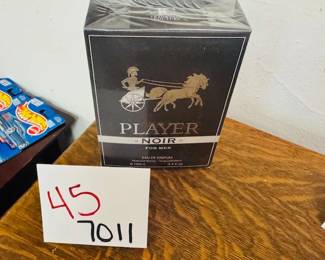 PLAYER
NOIR
FOR MEN
EAU DE PARFUM
45
7011